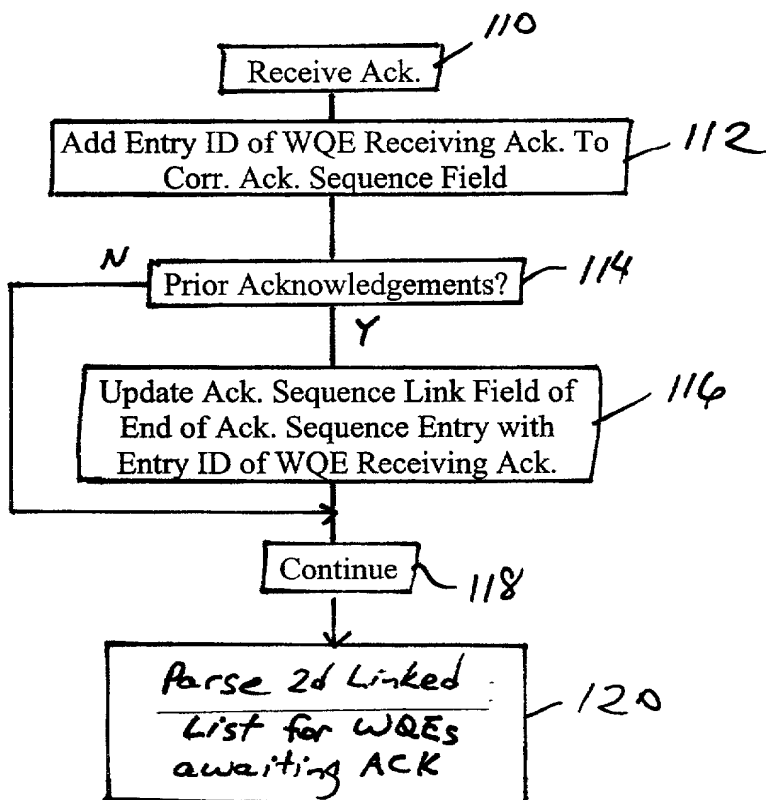 110
Receive Ack.
Add Entry ID of WQE Receiving Ack. To
Corr. Ack. Sequence Field
112
N
Prior Acknowledgements?
114
Y
Update Ack. Sequence Link Field of
End of Ack. Sequence Entry with
Entry ID of WQE Receiving Ack.
116
Continue
118
Parse 2d Linked
List for WQEs
awaiting ACK
120